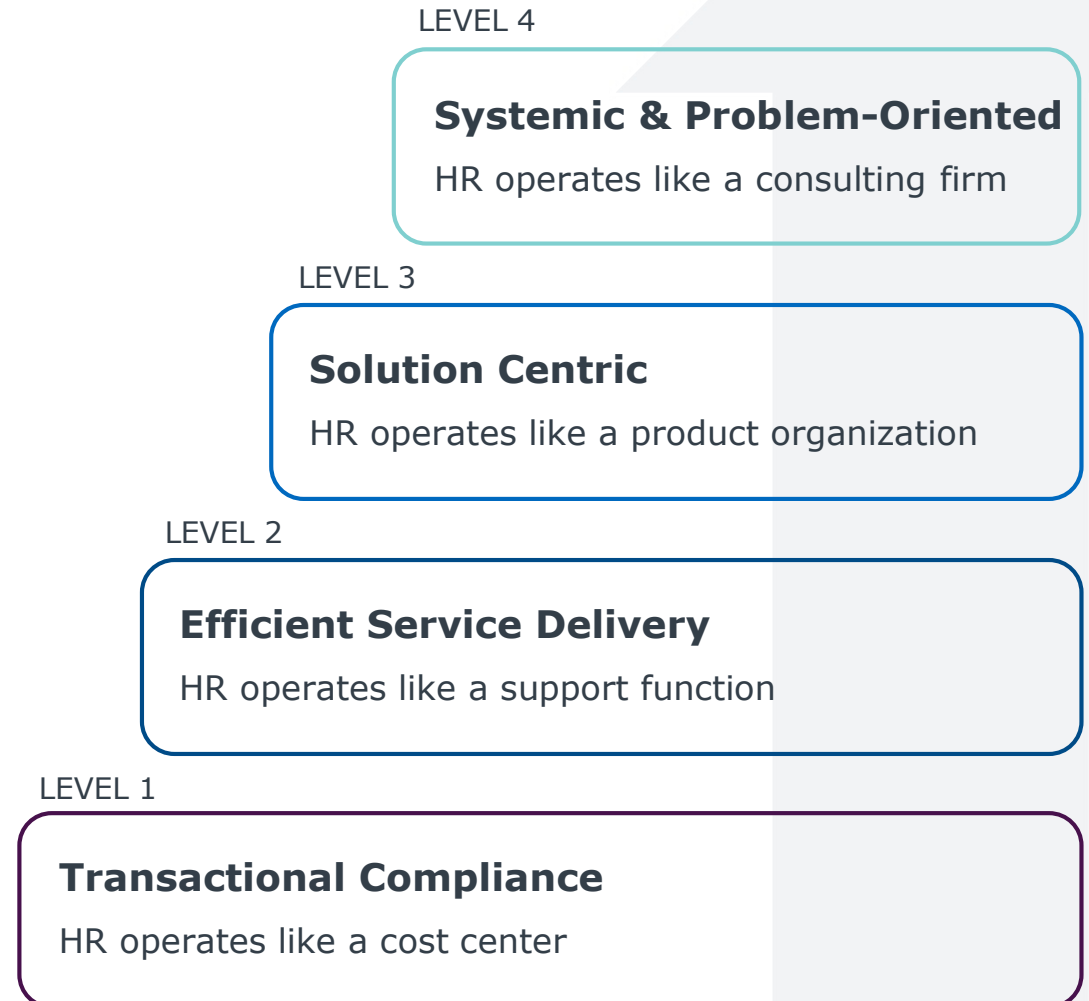 LEVEL 4
Systemic & Problem-Oriented
HR operates like a consulting firm
LEVEL 3
Solution Centric
HR operates like a product organization
LEVEL 2
Efficient Service Delivery
HR operates like a support function
LEVEL 1
Transactional Compliance
HR operates like a cost center